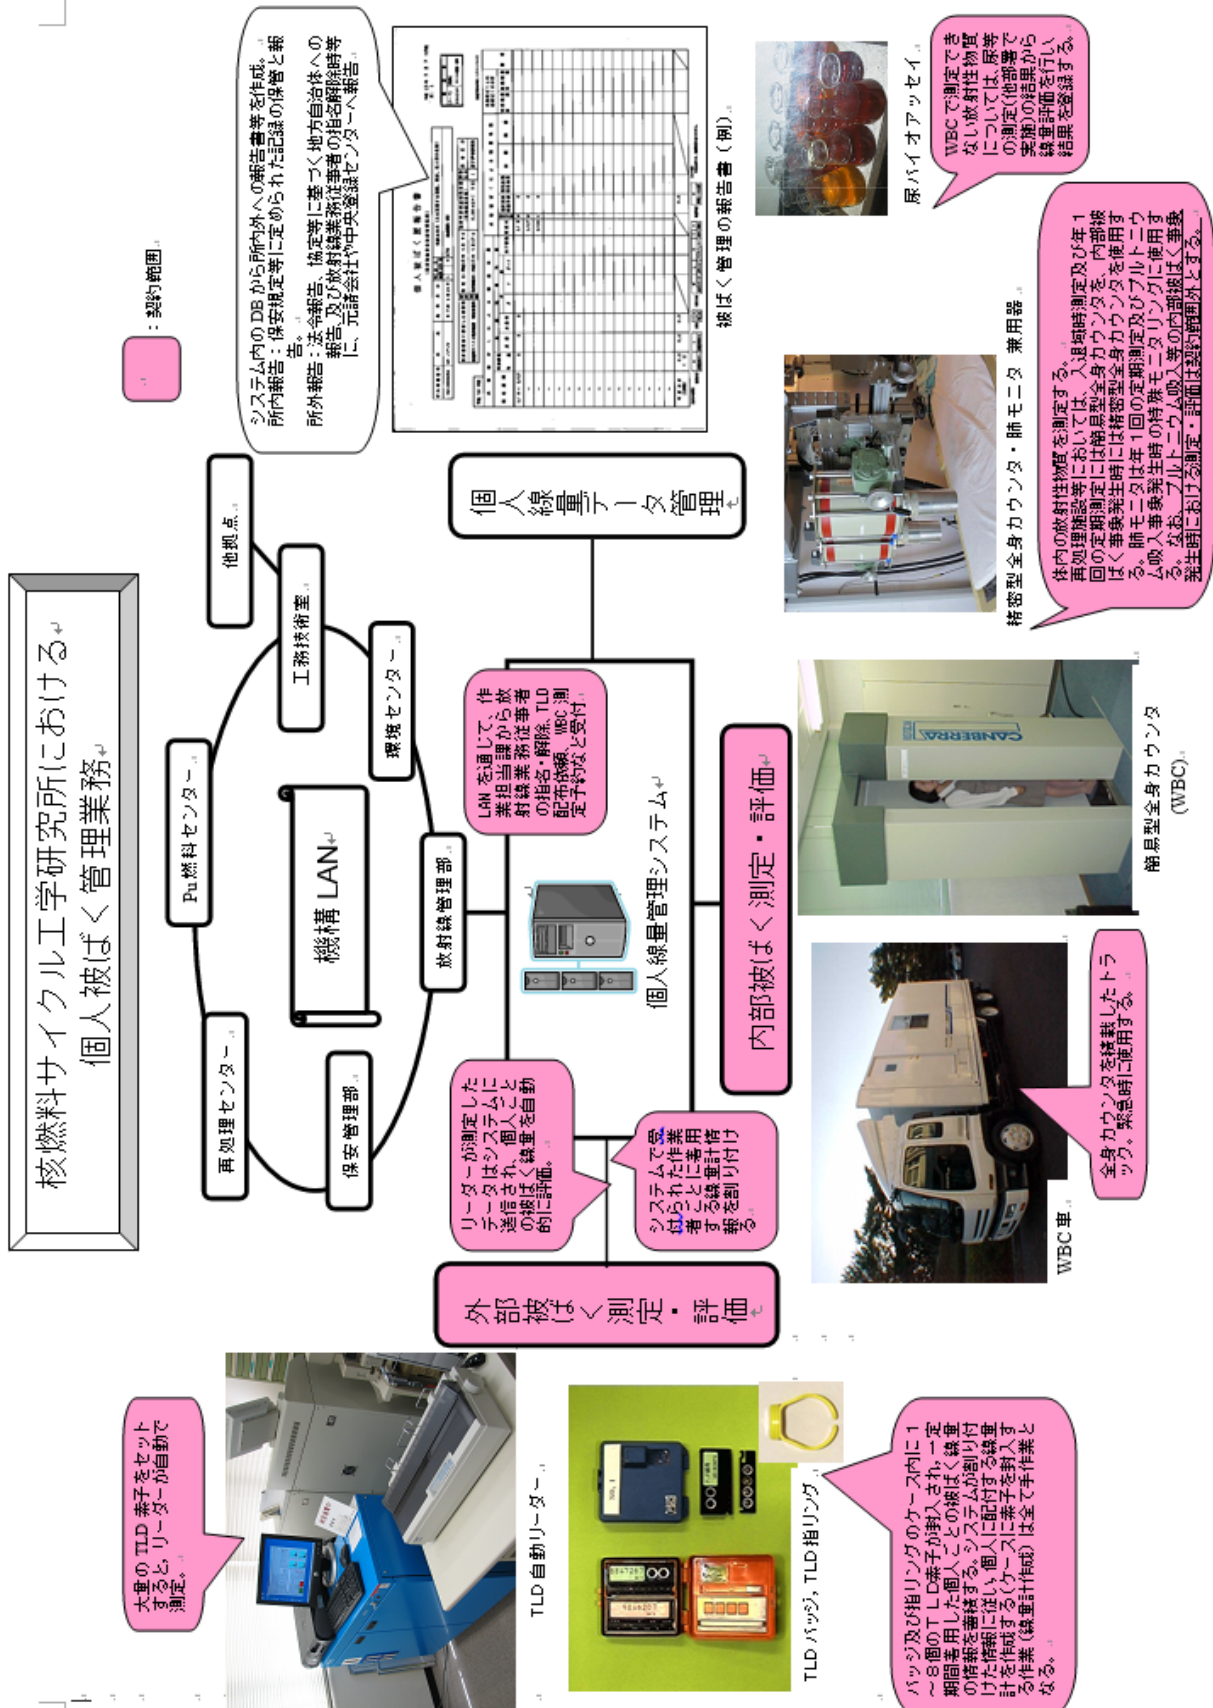 核燃料サイクル工学研究所における
個人被ばく管理業務
：契約範囲
再処理センター
Pu燃料センター
工務技術室
他拠点
保安管理部
放射線管理部
環境センター
機構 LAN
システム内の DB から所内外への報告書等を作成。
所内報告：保安規定等に定められた記録の保管と報
告。
所外報告：法令報告、協定等に基づく地方自治体への
報告、及び放射線業務従事者の指名解除時等
に、元請会社や中央登録センターへ報告
個人被ばく歴報告書
被ばく管理の報告書（例）
大量の TLD 素子をセット
すると，リーダーが自動で
測定。
TLD 自動リーダー
リーダーが測定した
データはシステムに
送信され、個人ごと
の被ばく線量を自動
的に評価。
システムで受
付られた作業
者ごとに着用
する線量計情
報を割り付け
る
LAN を通じて、作
業担当課から放
射線業務従事者
の指名・解除、TLD
配布依頼、WBC 測
定予約など受付
個人線量管理システム
外部被ばく測定・評価
内部被ばく測定・評価
個人線量データ管理
TLD バッジ，TLD 指リング
バッジ及び指リングのケース内に 1
～８個のＴＬＤ素子が封入され，一定
期間着用した個人ごとの被ばく線量
の情報を蓄積する。システムが割り付
けた情報に従い，個人に配付する線量
計を作成する（ケースに素子を封入す
る作業（線量計作成）は全て手作業と
なる。
WBC 車
全身カウンタを積載したトラ
ック。緊急時に使用する。
CANBERRA
簡易型全身カウンタ
(WBC)
精密型全身カウンタ・肺モニタ 兼用器
体内の放射性物質を測定する。
再処理施設等においては、入退域時測定及び年 1
回の定期測定には簡易型全身カウンタを、内部被
ばく事象発生時には精密型全身カウンタを使用す
る。肺モニタは年 1 回の定期測定及びプルトニウ
ム吸入事象発生時の特殊モニタリングに使用す
る。なお、プルトニウム吸入等の内部被ばく事象
発生時における測定・評価は契約範囲外とする。
尿バイオアッセイ
WBC で測定でき
ない放射性物質
については、尿等
の測定(他部署で
実施)の結果から
線量評価を行い、
結果を登録する。